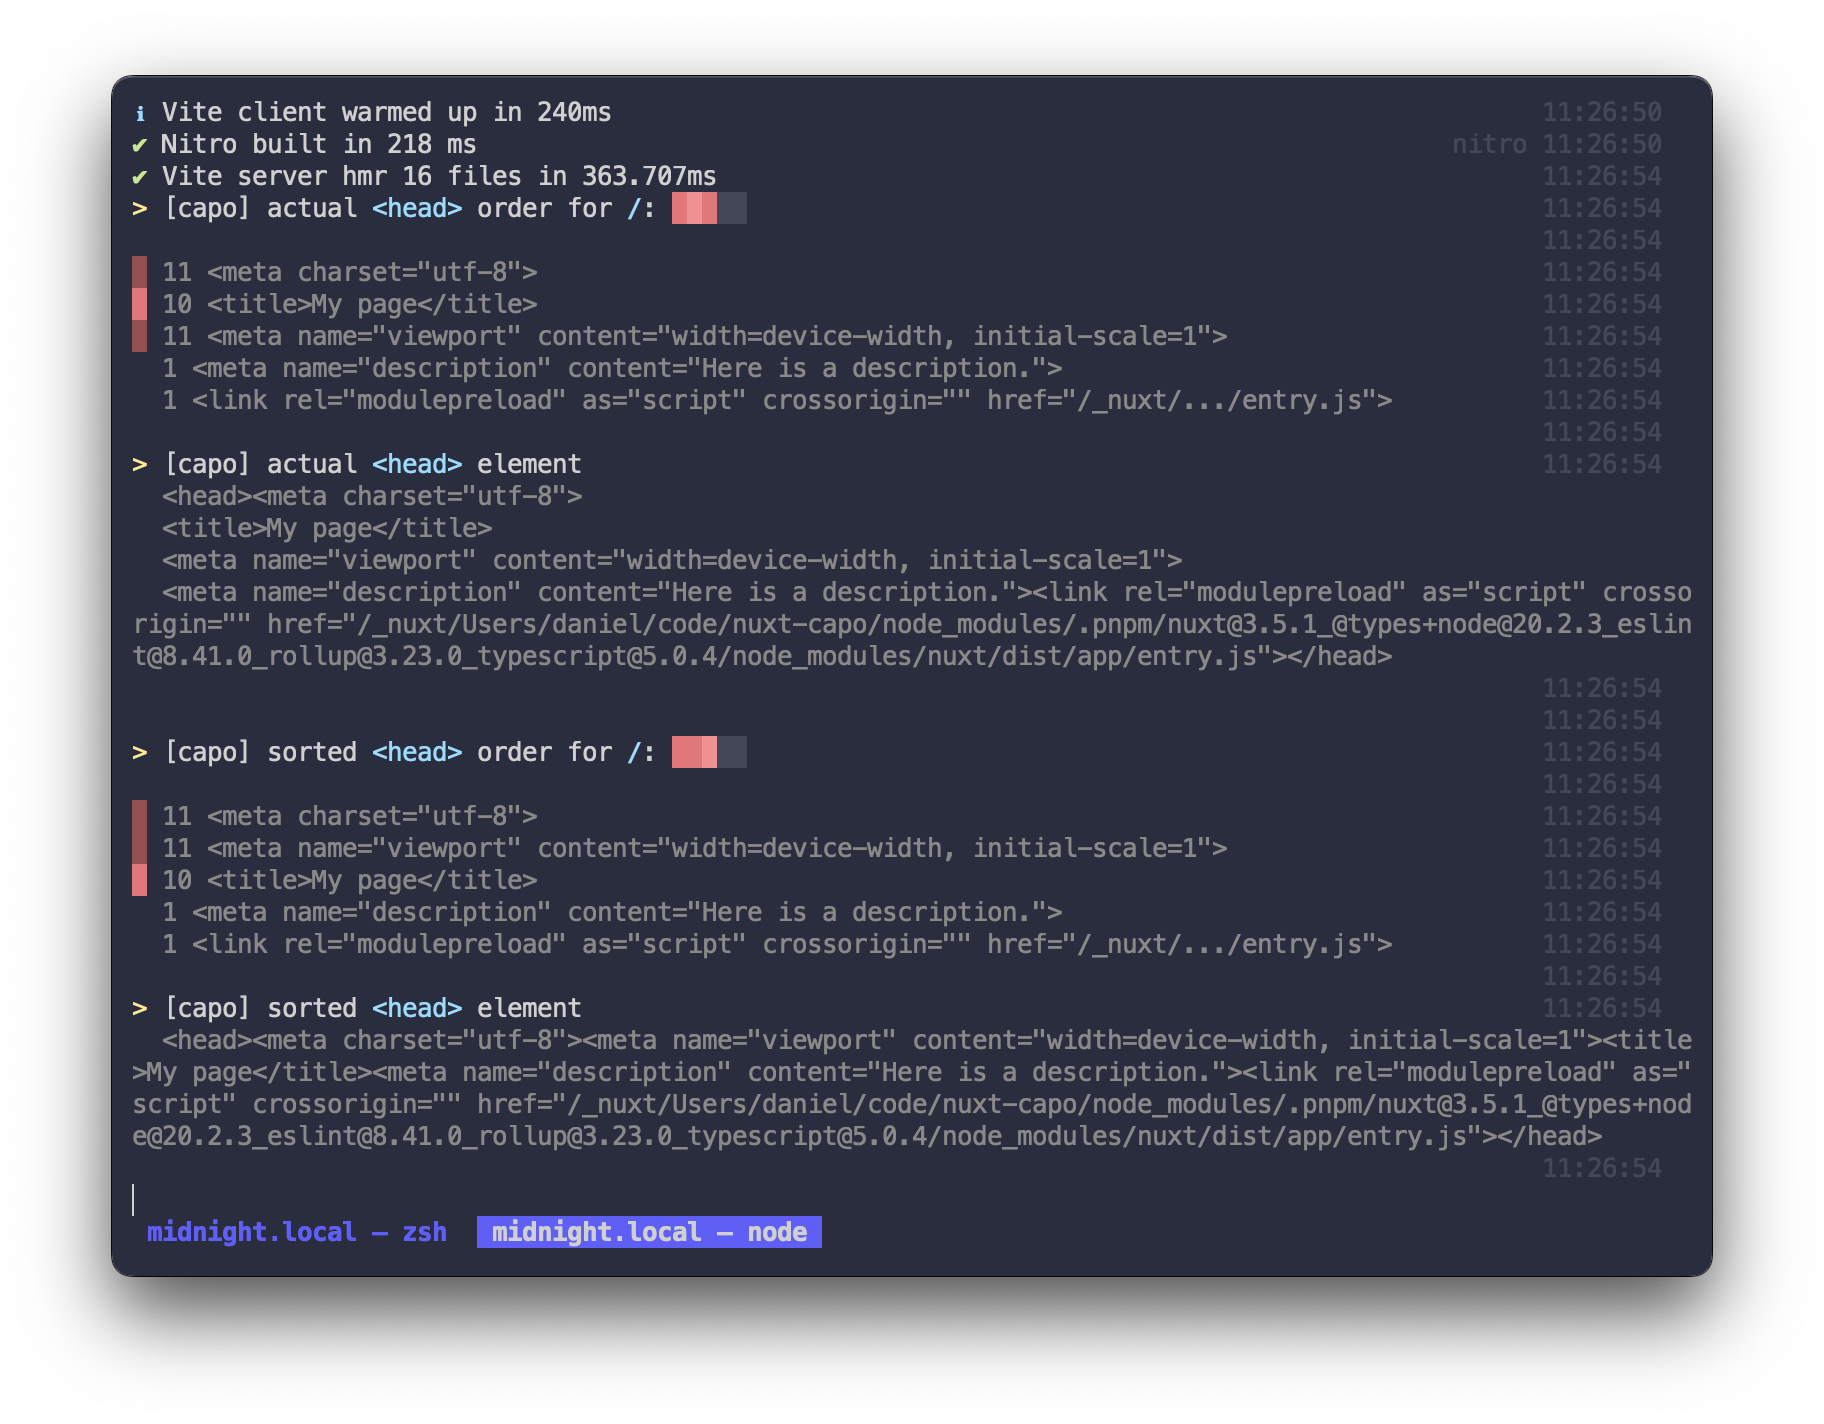 ℹ Vite client warmed up in 240ms 11:26:50
✔ Nitro built in 218 ms nitro 11:26:50
✔ Vite server hmr 16 files in 363.707ms 11:26:54
> [capo] actual <head> order for /: 11:26:54
11:26:54
11 <meta charset="utf-8"> 11:26:54
10 <title>My page</title> 11:26:54
11 <meta name="viewport" content="width=device-width, initial-scale=1"> 11:26:54
1 <meta name="description" content="Here is a description."> 11:26:54
1 <link rel="modulepreload" as="script" crossorigin="" href="/_nuxt/.../entry.js"> 11:26:54
11:26:54
> [capo] actual <head> element 11:26:54
<head><meta charset="utf-8">
<title>My page</title>
<meta name="viewport" content="width=device-width, initial-scale=1">
<meta name="description" content="Here is a description."><link rel="modulepreload" as="script" crosso
rigin="" href="/_nuxt/Users/daniel/code/nuxt-capo/node_modules/.pnpm/nuxt@3.5.1_@types+node@20.2.3_eslin
t@8.41.0_rollup@3.23.0_typescript@5.0.4/node_modules/nuxt/dist/app/entry.js"></head>
11:26:54
11:26:54
> [capo] sorted <head> order for /: 11:26:54
11:26:54
11 <meta charset="utf-8"> 11:26:54
11 <meta name="viewport" content="width=device-width, initial-scale=1"> 11:26:54
10 <title>My page</title> 11:26:54
1 <meta name="description" content="Here is a description."> 11:26:54
1 <link rel="modulepreload" as="script" crossorigin="" href="/_nuxt/.../entry.js"> 11:26:54
11:26:54
> [capo] sorted <head> element 11:26:54
<head><meta charset="utf-8"><meta name="viewport" content="width=device-width, initial-scale=1"><title
>My page</title><meta name="description" content="Here is a description."><link rel="modulepreload" as="
script" crossorigin="" href="/_nuxt/Users/daniel/code/nuxt-capo/node_modules/.pnpm/nuxt@3.5.1_@types+nod
e@20.2.3_eslint@8.41.0_rollup@3.23.0_typescript@5.0.4/node_modules/nuxt/dist/app/entry.js"></head>
11:26:54
midnight.local — zsh midnight.local — node